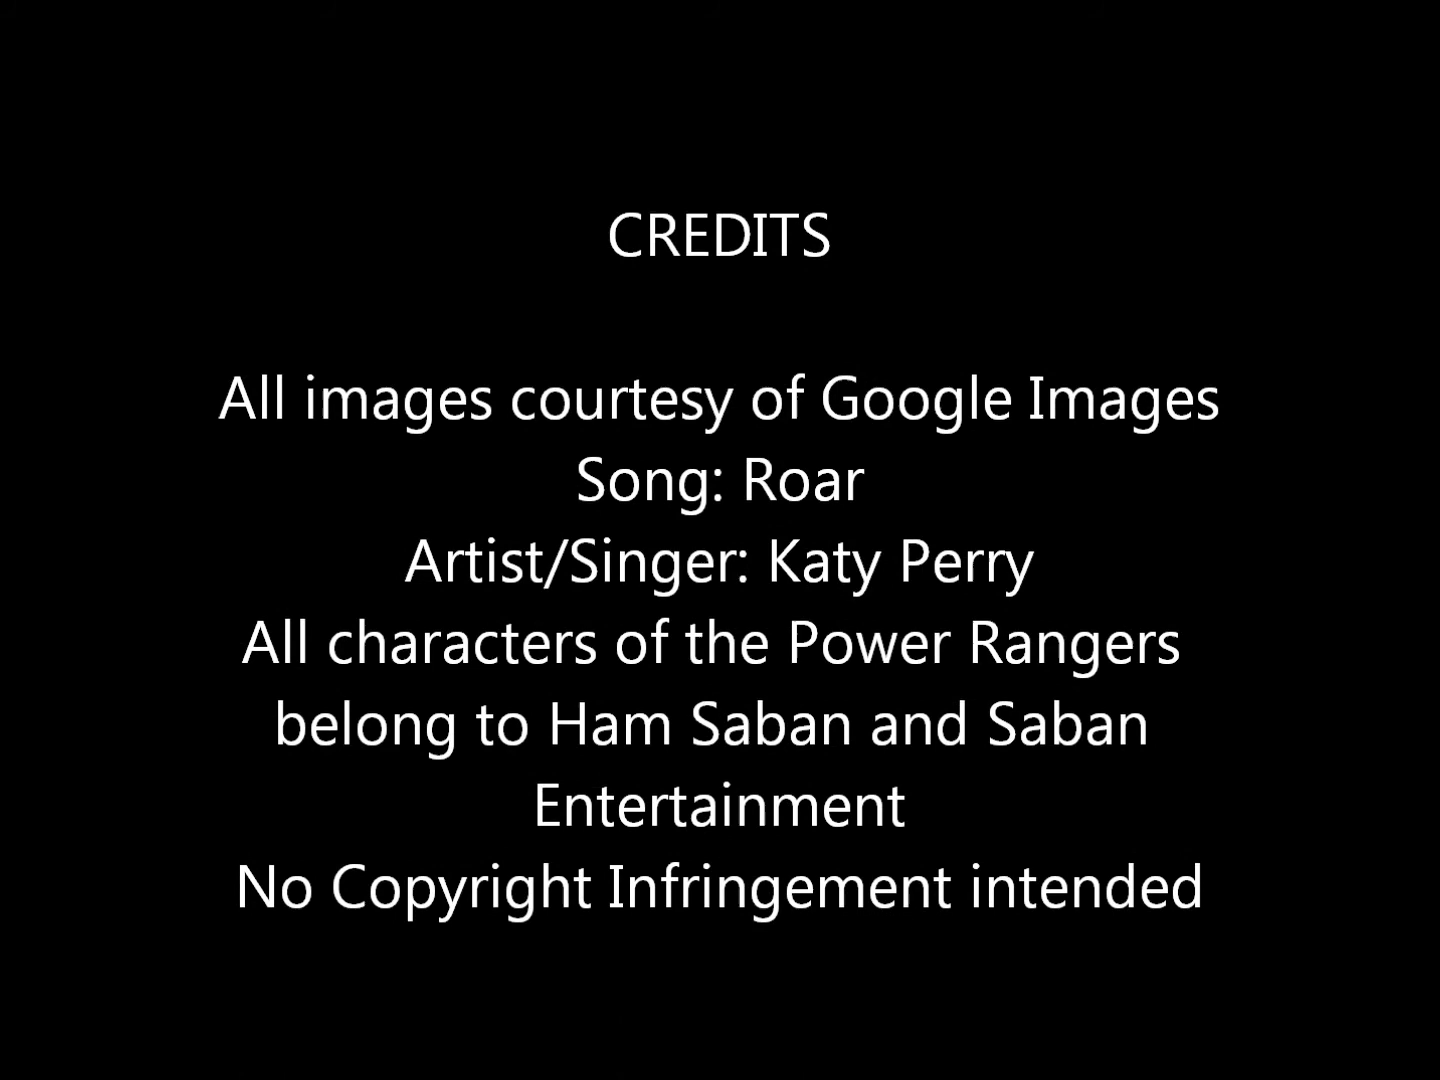 CREDITS
All images courtesy of Google Images
Song: Roar
Artist/Singer: Katy Perry
All characters of the Power Rangers
belong to Ham Saban and Saban
Entertainment
No Copyright Infringement intended